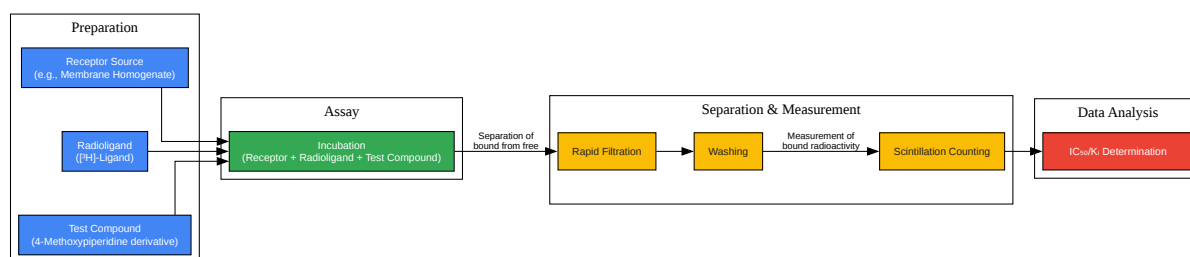 Preparation
Receptor Source
(e.g., Membrane Homogenate)
Radioligand
([³H]-Ligand)
Test Compound
(4-Methoxypiperidine derivative)
Assay
Incubation
(Receptor + Radioligand + Test Compound)
Separation of
bound from free
Separation & Measurement
Rapid Filtration
Washing
Measurement of
bound radioactivity
Scintillation Counting
Data Analysis
IC₅₀/Kᵢ Determination